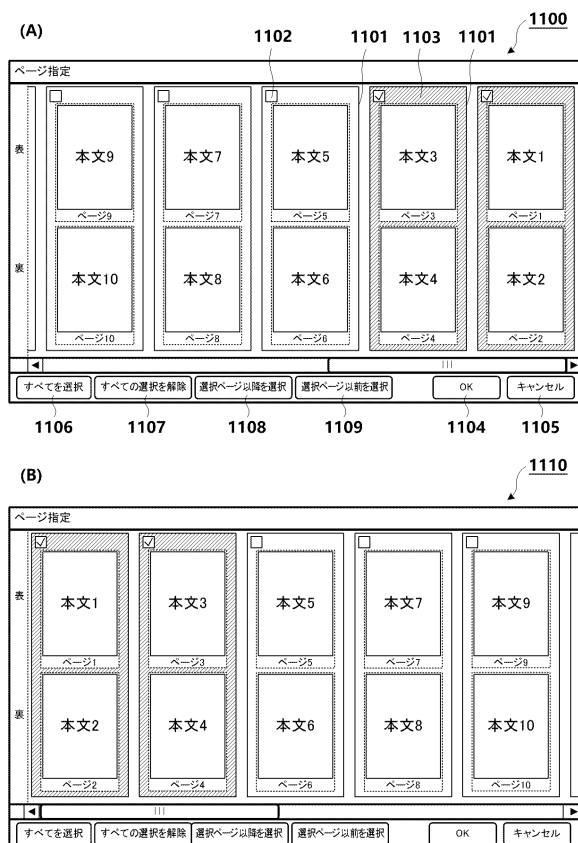 (A)
1100
1102
1101
1103
1101
ページ指定
表
本文9
本文7
本文5
本文3
本文1
ページ9
ページ7
ページ5
ページ3
ページ1
裏
本文10
本文8
本文6
本文4
本文2
ページ10
ページ8
ページ6
ページ4
ページ2
すべてを選択
すべての選択を解除
選択ページ以降を選択
選択ページ以前を選択
OK
キャンセル
1106
1107
1108
1109
1104
1105
(B)
1110
ページ指定
表
本文1
本文3
本文5
本文7
本文9
ページ1
ページ3
ページ5
ページ7
ページ9
裏
本文2
本文4
本文6
本文8
本文10
ページ2
ページ4
ページ6
ページ8
ページ10
すべてを選択
すべての選択を解除
選択ページ以降を選択
選択ページ以前を選択
OK
キャンセル